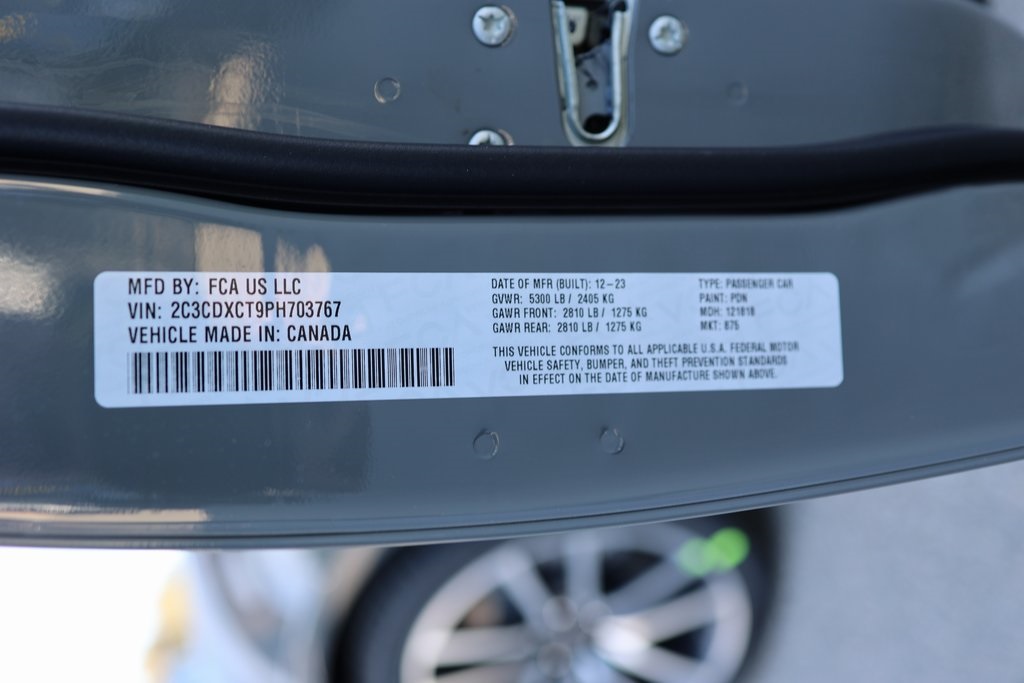 MFD BY: FCA US LLC
VIN: 2C3CDXCT9PH703767
VEHICLE MADE IN: CANADA
DATE OF MFR (BUILT): 12-23
GVWR: 5300 LB / 2405 KG
GAWR FRONT: 2810 LB / 1275 KG
GAWR REAR: 2810 LB / 1275 KG
TYPE: PASSENGER CAR
PAINT: PDN
MDH: 121818
MKT: 875
THIS VEHICLE CONFORMS TO ALL APPLICABLE U.S.A. FEDERAL MOTOR
VEHICLE SAFETY, BUMPER, AND THEFT PREVENTION STANDARDS
IN EFFECT ON THE DATE OF MANUFACTURE SHOWN ABOVE.